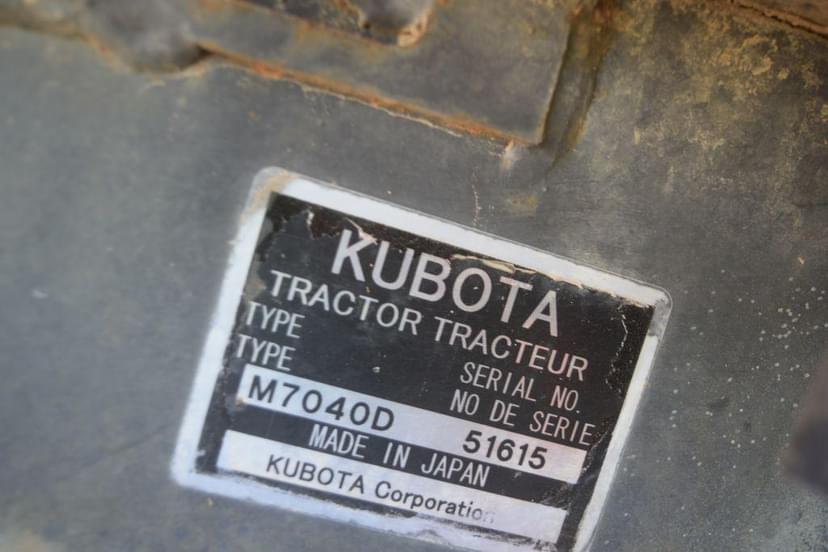 KUBOTA
TRACTOR TRACTEUR
TYPE SERIAL NO.
TYPE NO DE SERIE
M7040D 51615
MADE IN JAPAN
KUBOTA Corporation